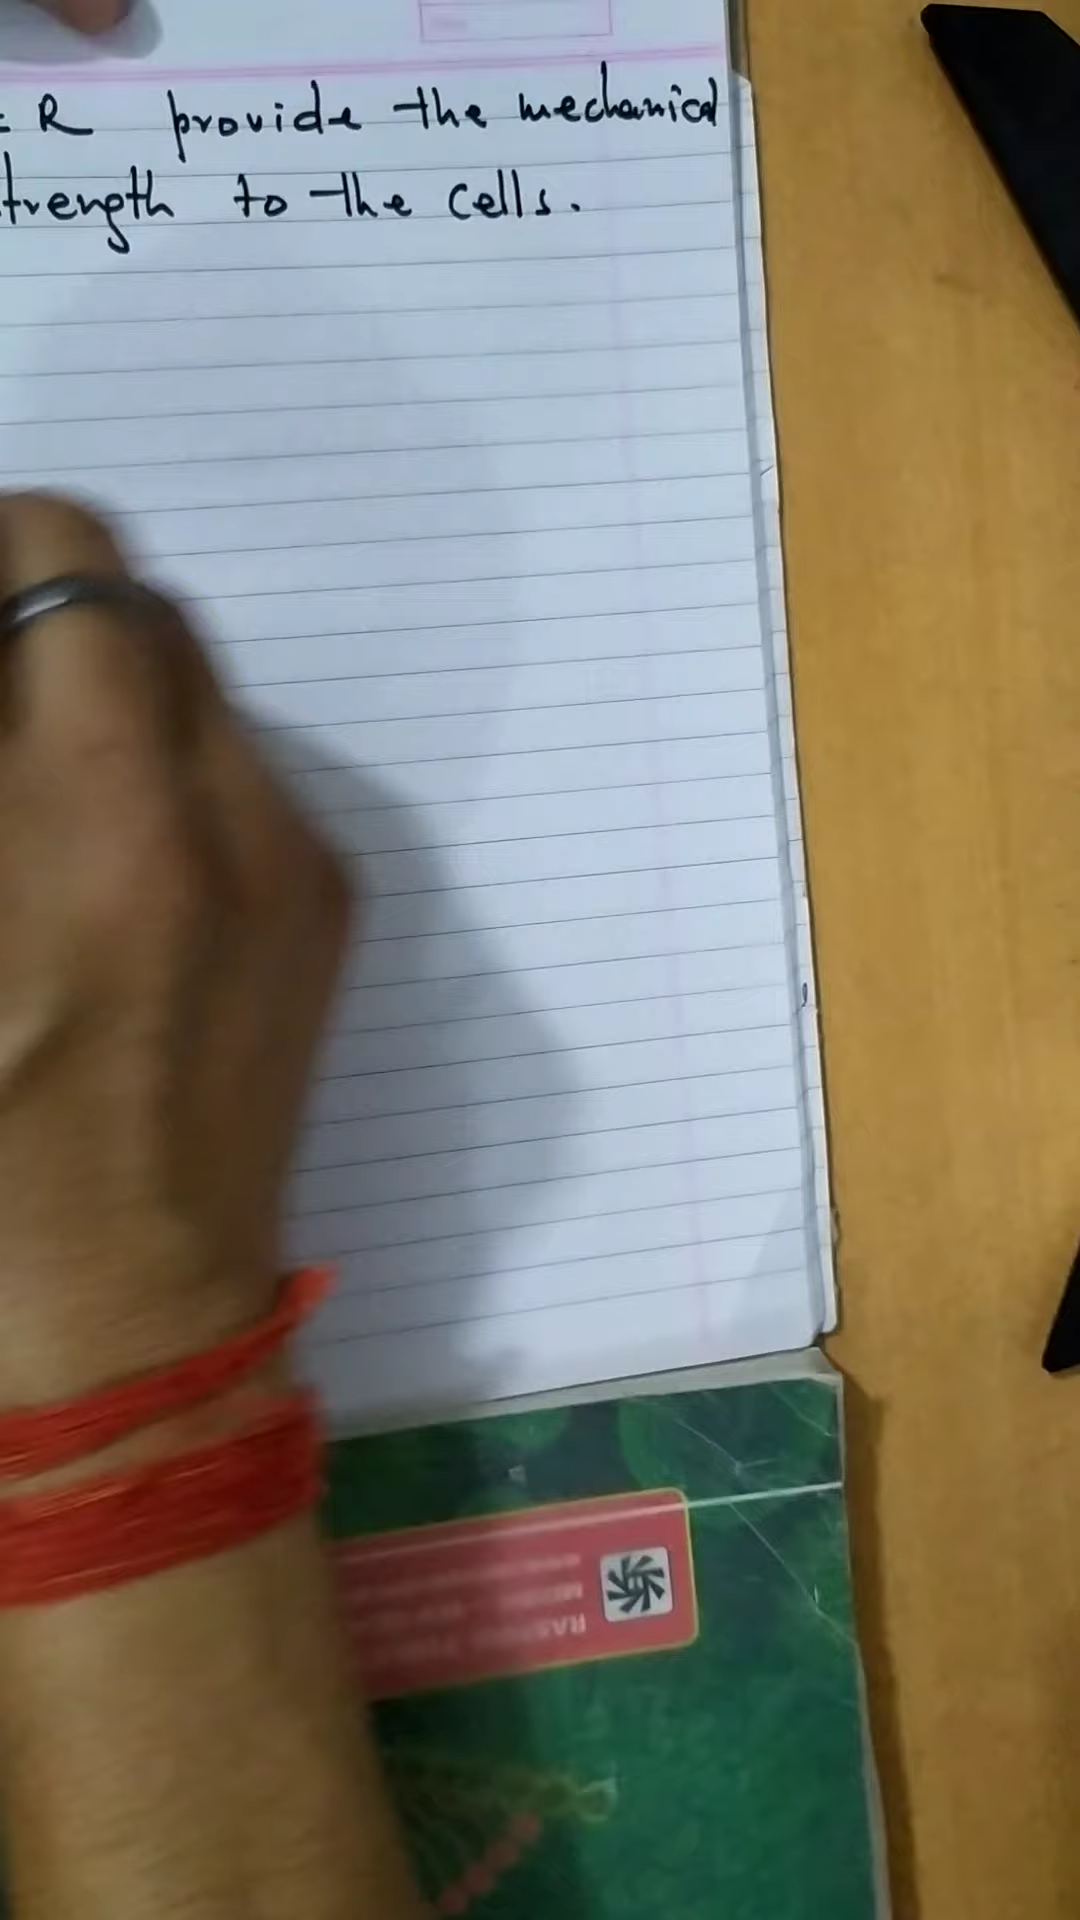 R provide the mechanical
trength to the cells.